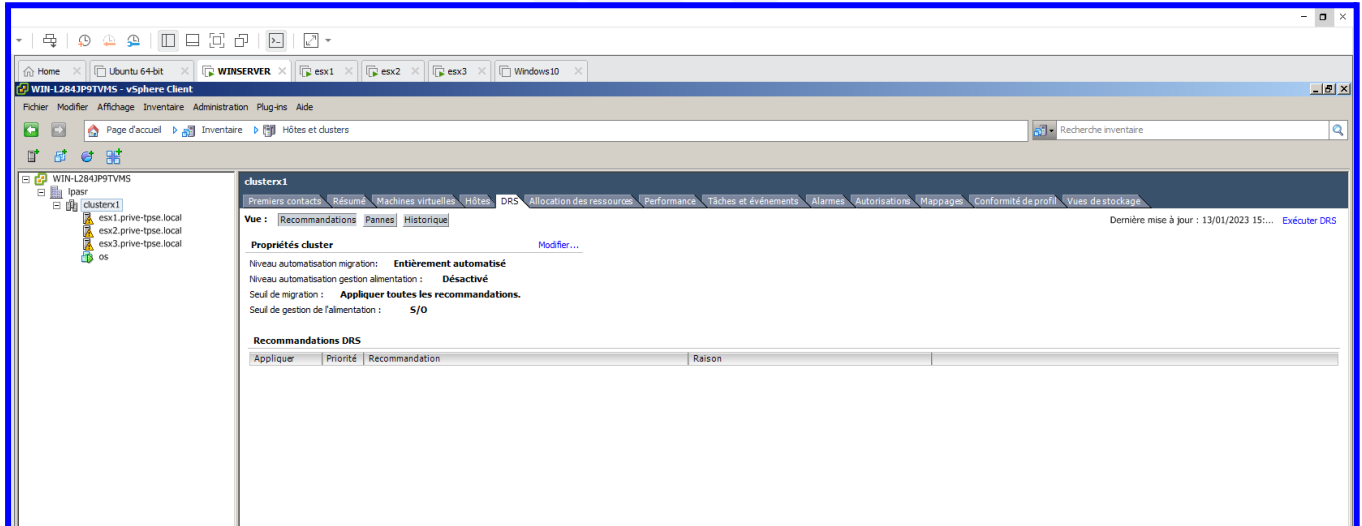 Home Ubuntu 64-bit WINSERVER esx1 esx2 esx3 Windows10
WIN-L284JP9TVMS - vSphere Client
Fichier Modifier Affichage Inventaire Administration Plug-ins Aide
Page d'accueil Inventaire Hôtes et clusters Recherche inventaire
WIN-L284JP9TVMS
lpasr
clusterx1
esx1.prive-tpse.local
esx2.prive-tpse.local
esx3.prive-tpse.local
os
clusterx1
Premiers contacts Résumé Machines virtuelles Hôtes DRS Allocation des ressources Performance Tâches et événements Alarmes Autorisations Mappages Conformité de profil Vues de stockage
Vue : Recommandations Pannes Historique Dernière mise à jour : 13/01/2023 15:... Exécuter DRS
Propriétés cluster Modifier...
Niveau automatisation migration: Entièrement automatisé
Niveau automatisation gestion alimentation : Désactivé
Seuil de migration : Appliquer toutes les recommandations.
Seuil de gestion de l'alimentation : S/O
Recommandations DRS
Appliquer Priorité Recommandation Raison